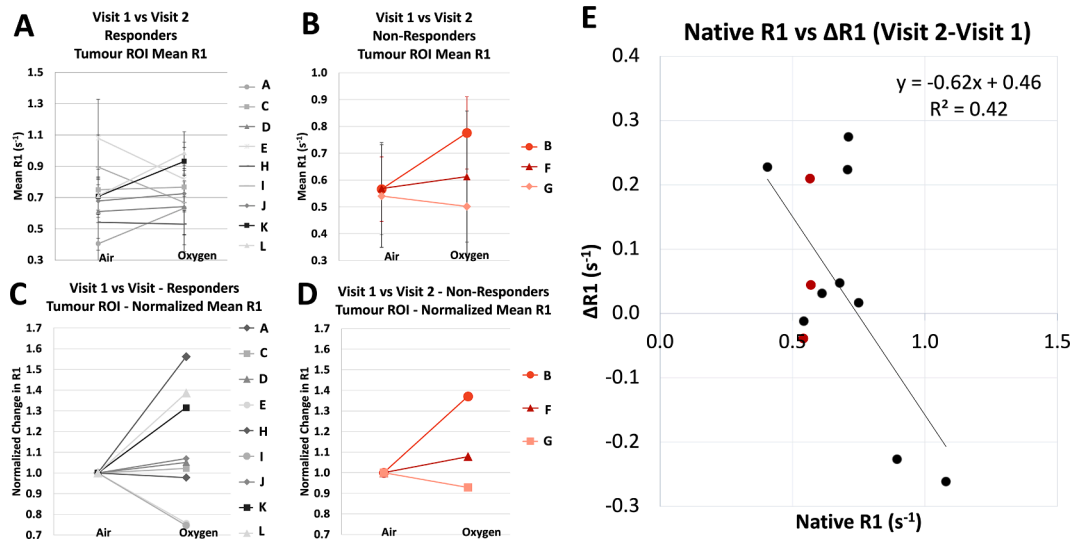 A
Visit 1 vs Visit 2
Responders
Tumour ROI Mean R1
Mean R1 (s-1)
1.5
1.3
1.1
0.9
0.7
0.5
0.3
Air
Oxygen
A
C
D
E
H
I
J
K
L
B
Visit 1 vs Visit 2
Non-Responders
Tumour ROI Mean R1
Mean R1 (s-1)
1.0
0.9
0.8
0.7
0.6
0.5
0.4
0.3
Air
Oxygen
B
F
G
C
Visit 1 vs Visit - Responders
Tumour ROI - Normalized Mean R1
Normalized Change in R1
1.7
1.6
1.5
1.4
1.3
1.2
1.1
1.0
0.9
0.8
0.7
Air
Oxygen
A
C
D
E
H
I
J
K
L
D
Visit 1 vs Visit 2 - Non-Responders
Tumour ROI - Normalized Mean R1
Normalized Change in R1
1.7
1.6
1.5
1.4
1.3
1.2
1.1
1.0
0.9
0.8
0.7
Air
Oxygen
B
F
G
E
Native R1 vs ΔR1 (Visit 2-Visit 1)
y = -0.62x + 0.46
R² = 0.42
ΔR1 (s-1)
0.4
0.3
0.2
0.1
0.0
-0.1
-0.2
-0.3
0.0
0.5
1.0
1.5
Native R1 (s-1)